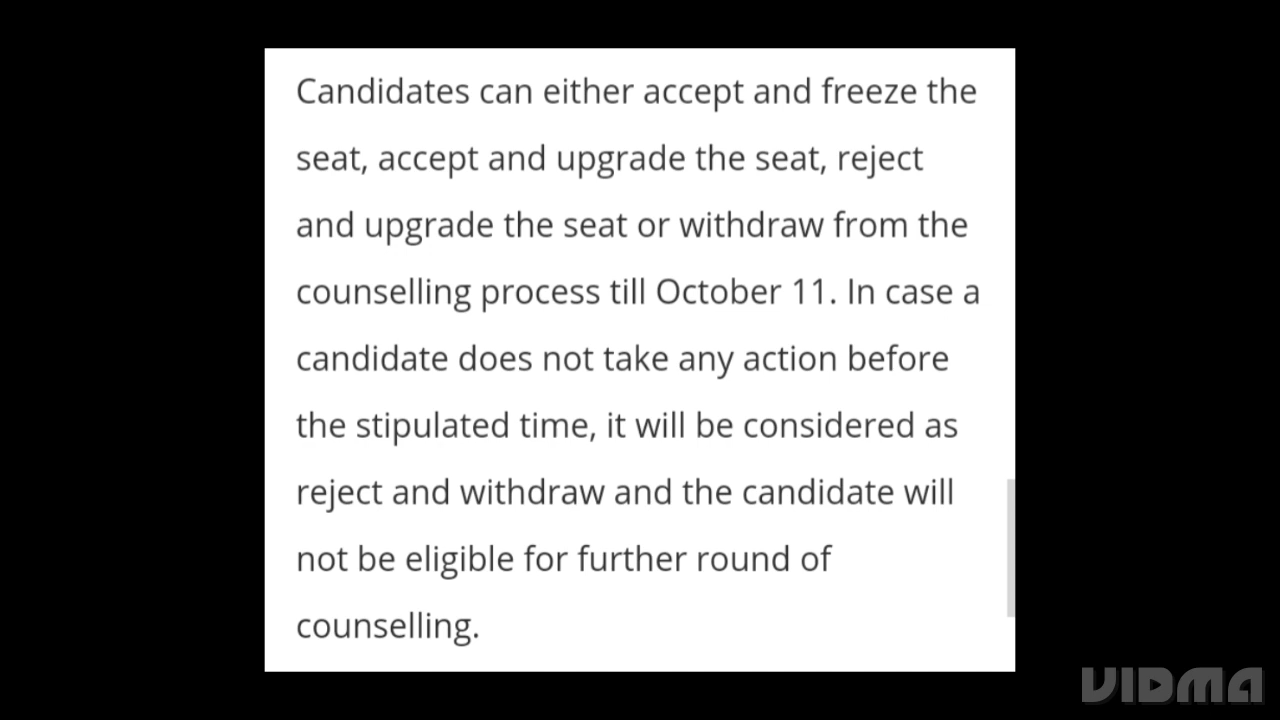 Candidates can either accept and freeze the
seat, accept and upgrade the seat, reject
and upgrade the seat or withdraw from the
counselling process till October 11. In case a
candidate does not take any action before
the stipulated time, it will be considered as
reject and withdraw and the candidate will
not be eligible for further round of
counselling.
VIDMA